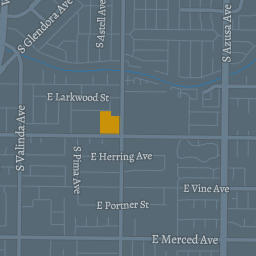 S Glendora Ave
S Astell Ave
S Azusa Ave
E Larkwood St
S Valinda Ave
S Pima Ave
E Herring Ave
E Vine Ave
E Portner St
E Merced Ave